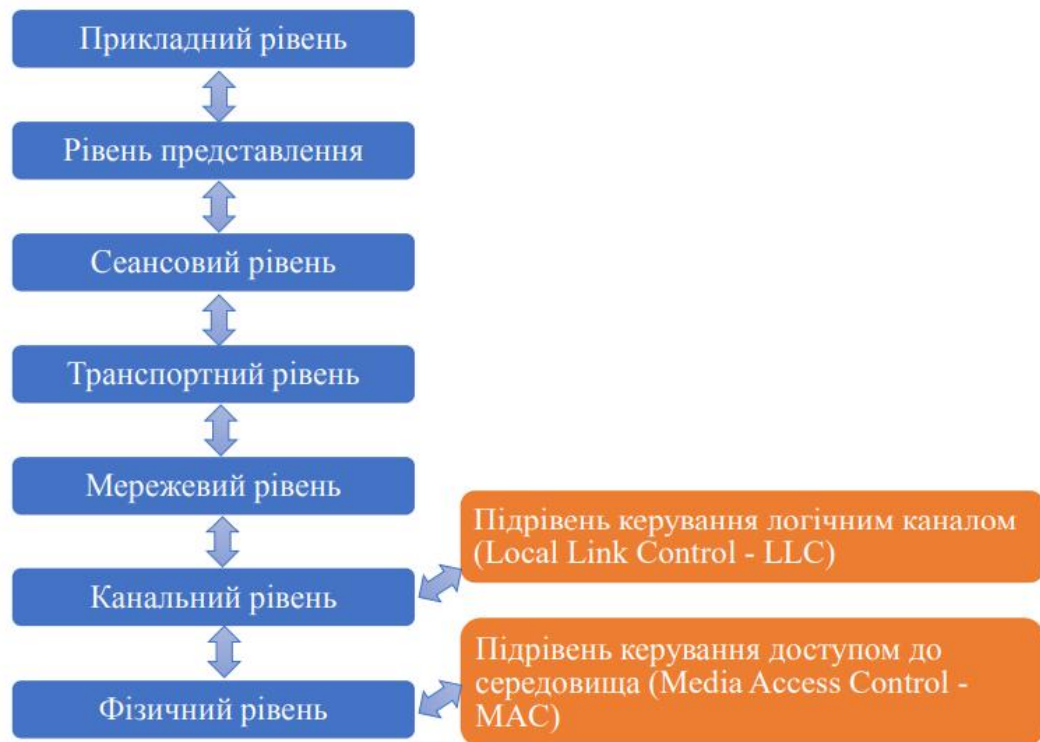 Прикладний рівень
Рівень представлення
Сеансовий рівень
Транспортний рівень
Мережевий рівень
Підрівень керування логічним каналом
(Local Link Control - LLC)
Канальний рівень
Підрівень керування доступом до
середовища (Media Access Control -
MAC)
Фізичний рівень